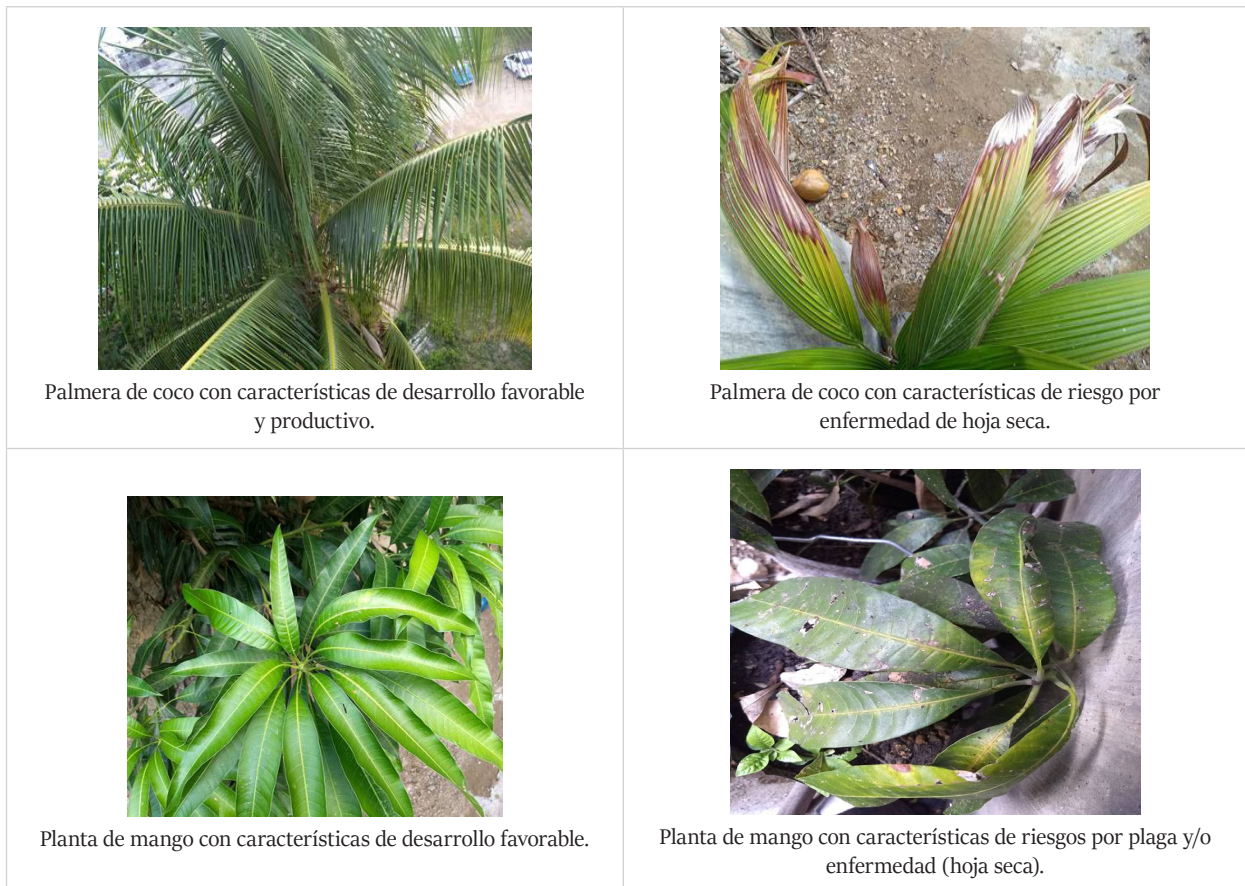 Palmera de coco con características de desarrollo favorable
y productivo.
Palmera de coco con características de riesgo por
enfermedad de hoja seca.
Planta de mango con características de desarrollo favorable.
Planta de mango con características de riesgos por plaga y/o
enfermedad (hoja seca).